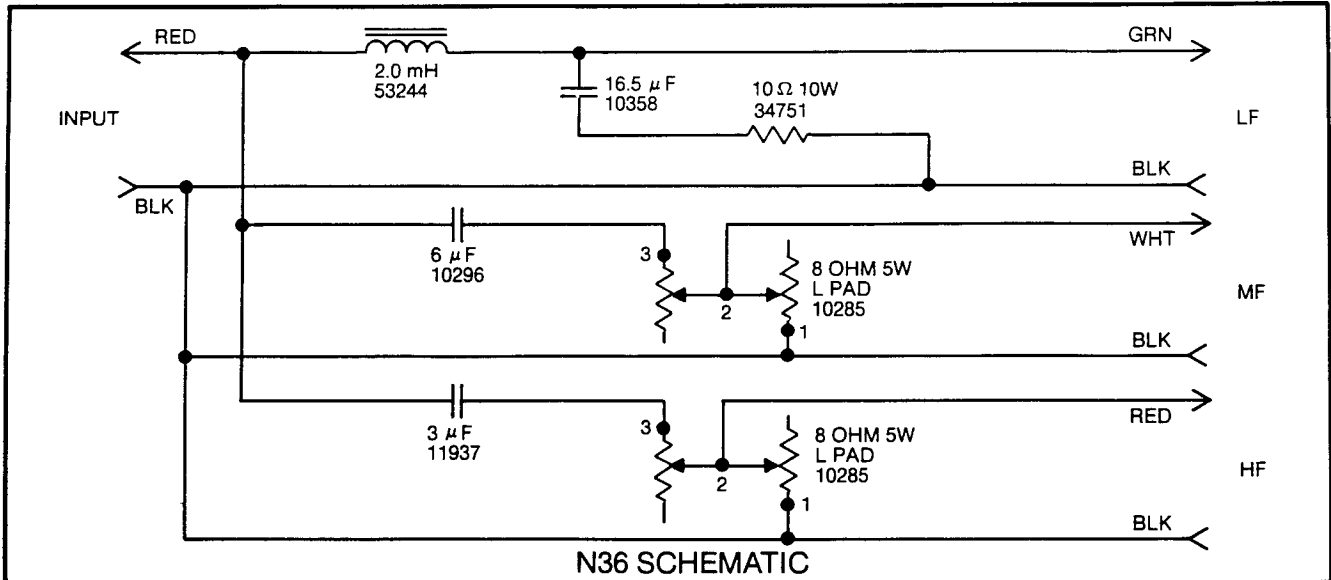 RED
GRN
2.0 mH
53244
16.5 μF
10358
10 Ω 10W
34751
INPUT
LF
BLK
BLK
6 μF
10296
3
2
8 OHM 5W
L PAD
10285
1
WHT
MF
BLK
3 μF
11937
3
2
8 OHM 5W
L PAD
10285
1
RED
HF
BLK
N36 SCHEMATIC